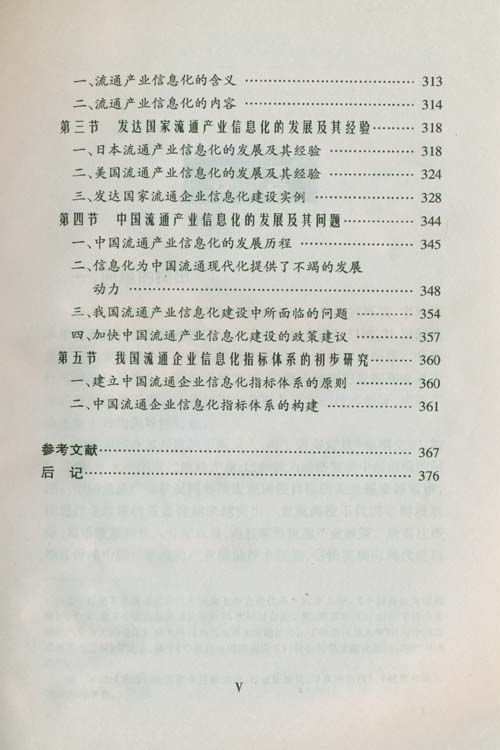 一、流通产业信息化的含义 ………………………… 313
二、流通产业信息化的内容 ………………………… 314
第三节 发达国家流通产业信息化的发展及其经验 ……… 318
一、日本流通产业信息化的发展及其经验 …………… 318
二、美国流通产业信息化的发展及其经验 …………… 324
三、发达国家流通企业信息化建设实例 ……………… 328
第四节 中国流通产业信息化的发展及其问题 …………… 344
一、中国流通产业信息化的发展历程 ………………… 345
二、信息化为中国流通现代化提供了不竭的发展
动力 ………………………………………………… 348
三、我国流通产业信息化建设中所面临的问题 ……… 354
四、加快中国流通产业信息化建设的政策建议 ……… 357
第五节 我国流通企业信息化指标体系的初步研究 ……… 360
一、建立中国流通企业信息化指标体系的原则 ……… 360
二、中国流通企业信息化指标体系的构建 …………… 361
参考文献 ……………………………………………… 367
后 记 ………………………………………………… 376
V